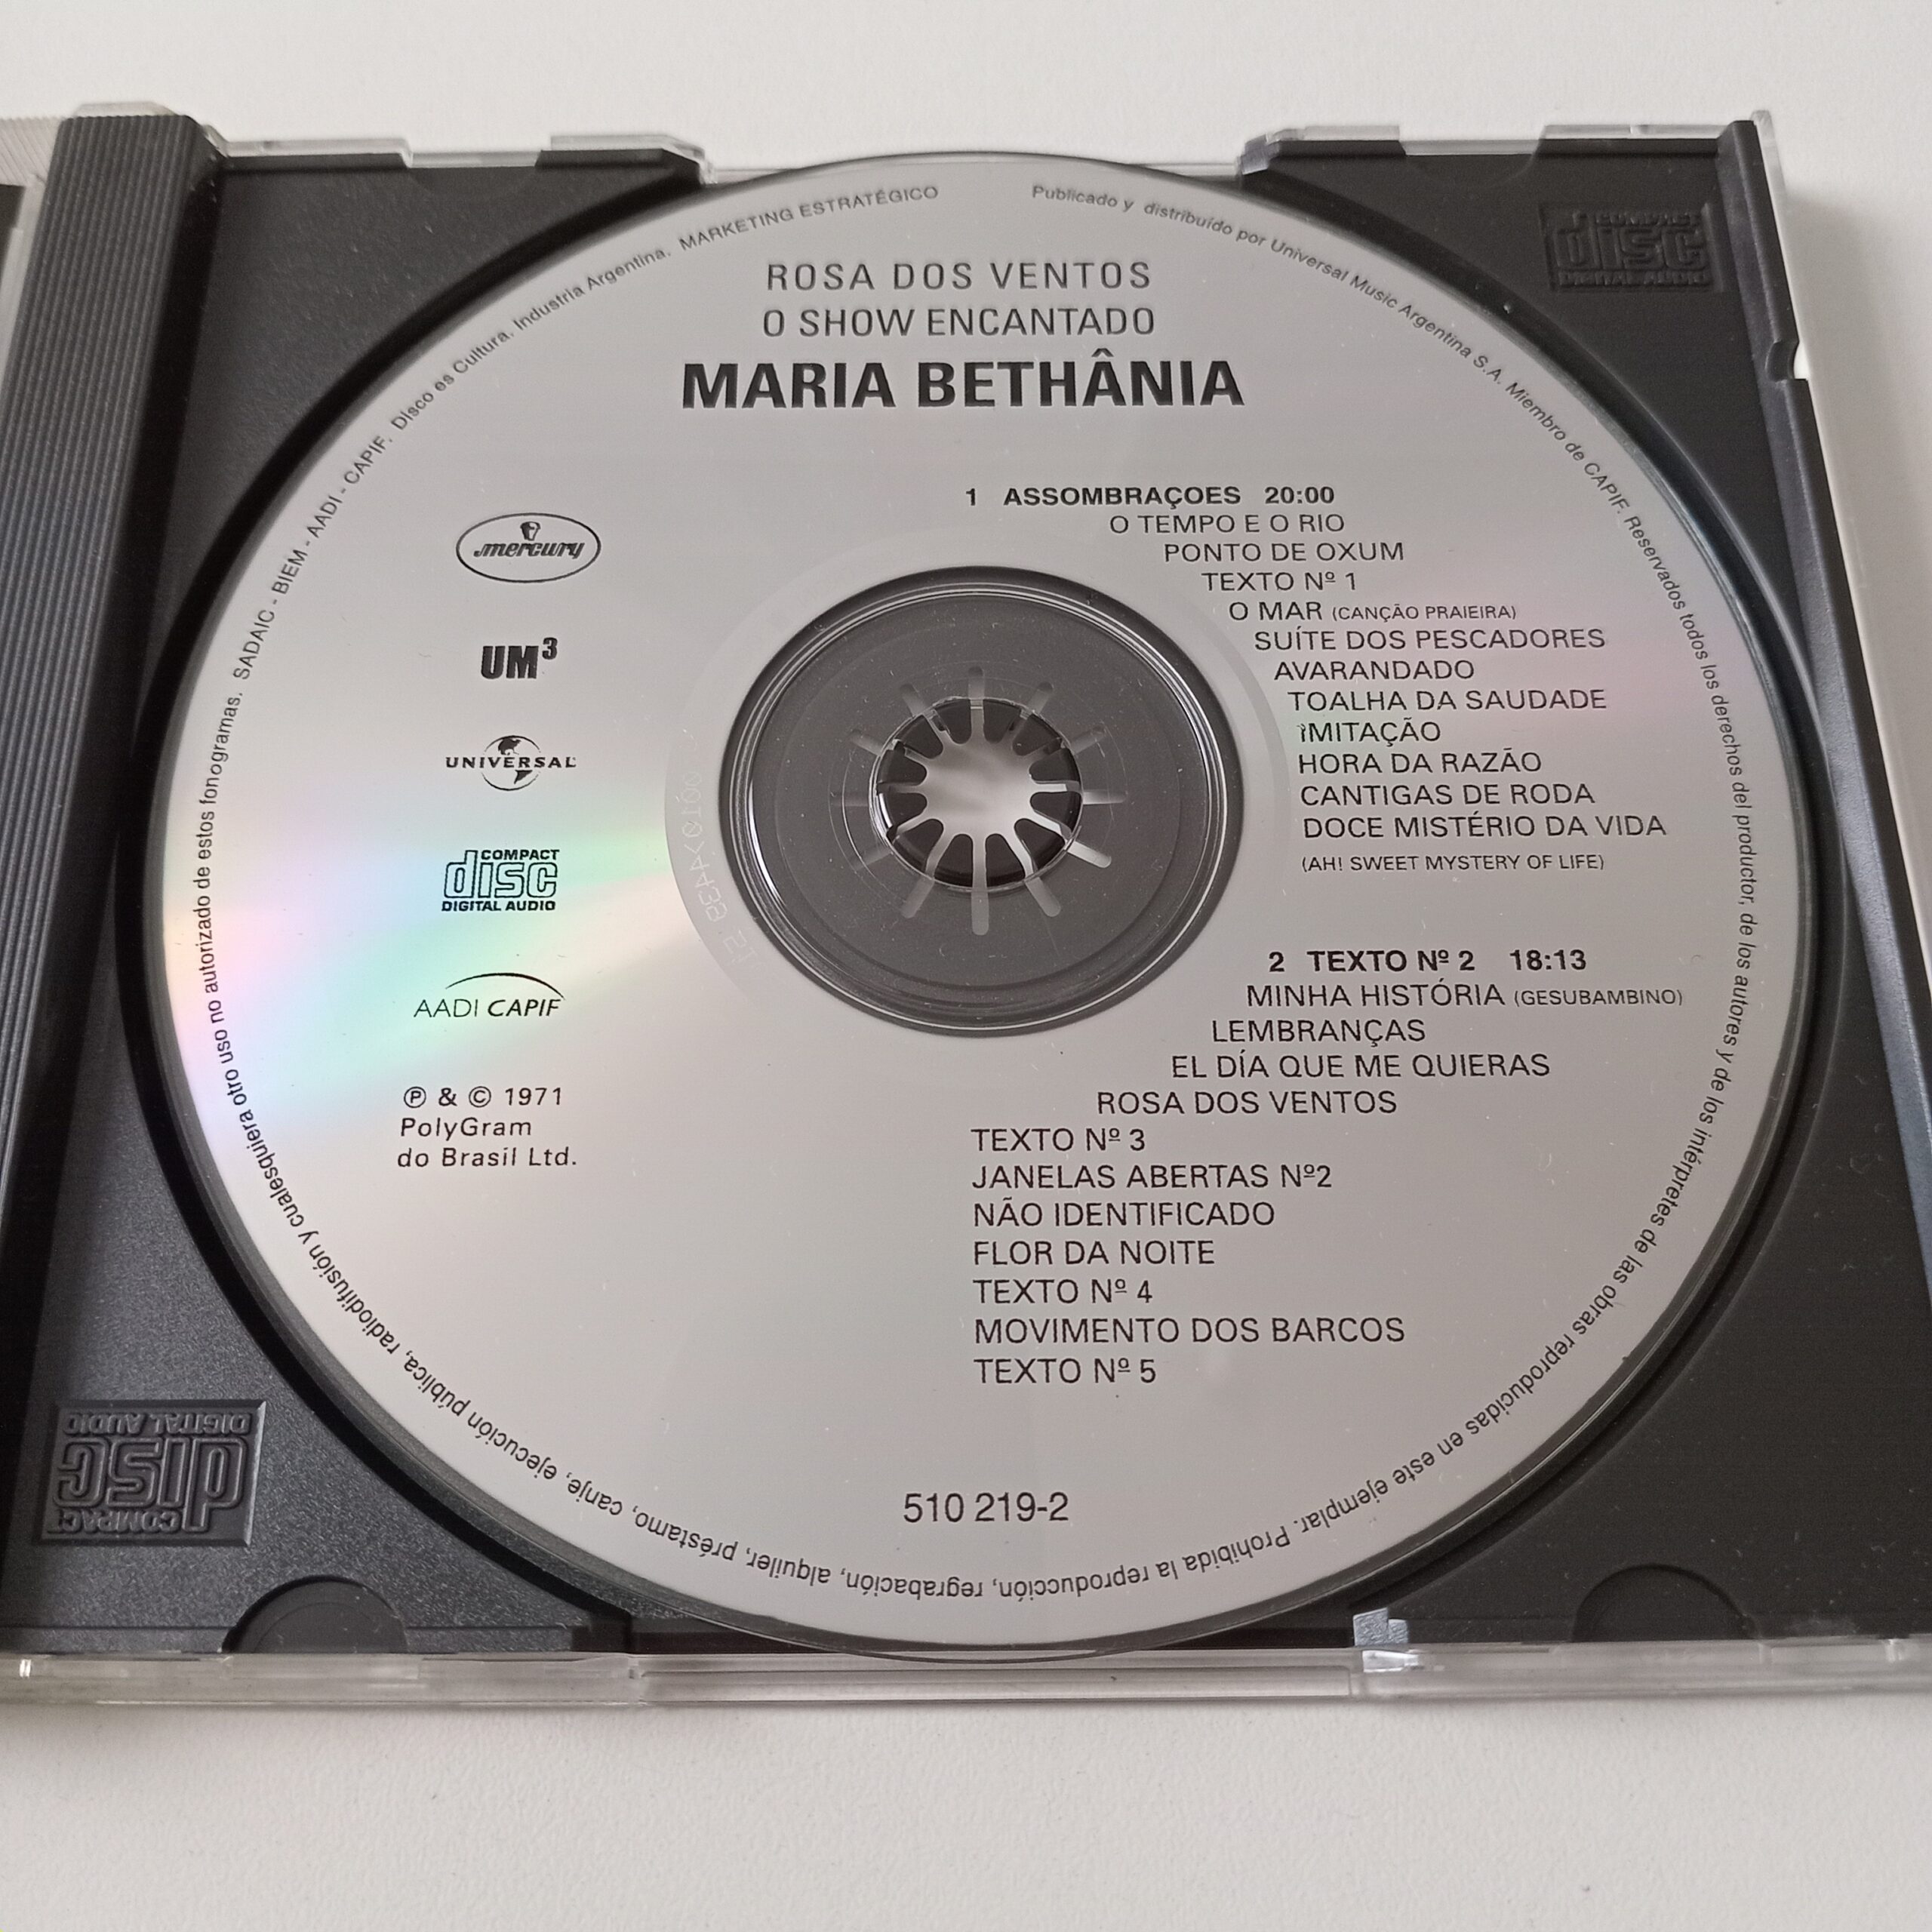 ROSA DOS VENTOS
O SHOW ENCANTADO
MARIA BETHÂNIA
1 ASSOMBRAÇOES 20:00
O TEMPO E O RIO
PONTO DE OXUM
TEXTO Nº 1
O MAR (CANÇÃO PRAIEIRA)
SUÍTE DOS PESCADORES
AVARANDADO
TOALHA DA SAUDADE
IMITAÇÃO
HORA DA RAZÃO
CANTIGAS DE RODA
DOCE MISTÉRIO DA VIDA
(AH! SWEET MYSTERY OF LIFE)
2 TEXTO Nº 2 18:13
MINHA HISTÓRIA (GESUBAMBINO)
LEMBRANÇAS
EL DÍA QUE ME QUIERAS
ROSA DOS VENTOS
TEXTO Nº 3
JANELAS ABERTAS Nº2
NÃO IDENTIFICADO
FLOR DA NOITE
TEXTO Nº 4
MOVIMENTO DOS BARCOS
TEXTO Nº 5
510 219-2
mercury
UM³
UNIVERSAL
COMPACT
disc
DIGITAL AUDIO
AADI CAPIF
℗ & © 1971
PolyGram
do Brasil Ltd.
Publicado y distribuído por Universal Music Argentina S.A. Miembro de CAPIF. Reservados todos los derechos del productor, de los autores y de los intérpretes de las obras reproducidas en este ejemplar. Prohibida la reproducción, regrabación, alquiler, préstamo, canje, ejecución pública, radiodifusión y cualesquiera otro uso no autorizado de estos fonogramas. SADAIC - BIEM - AADI - CAPIF. Disco es Cultura. Industria Argentina. MARKETING ESTRATÉGICO
COMPACT
disc
DIGITAL AUDIO
COMPACT
disc
DIGITAL AUDIO